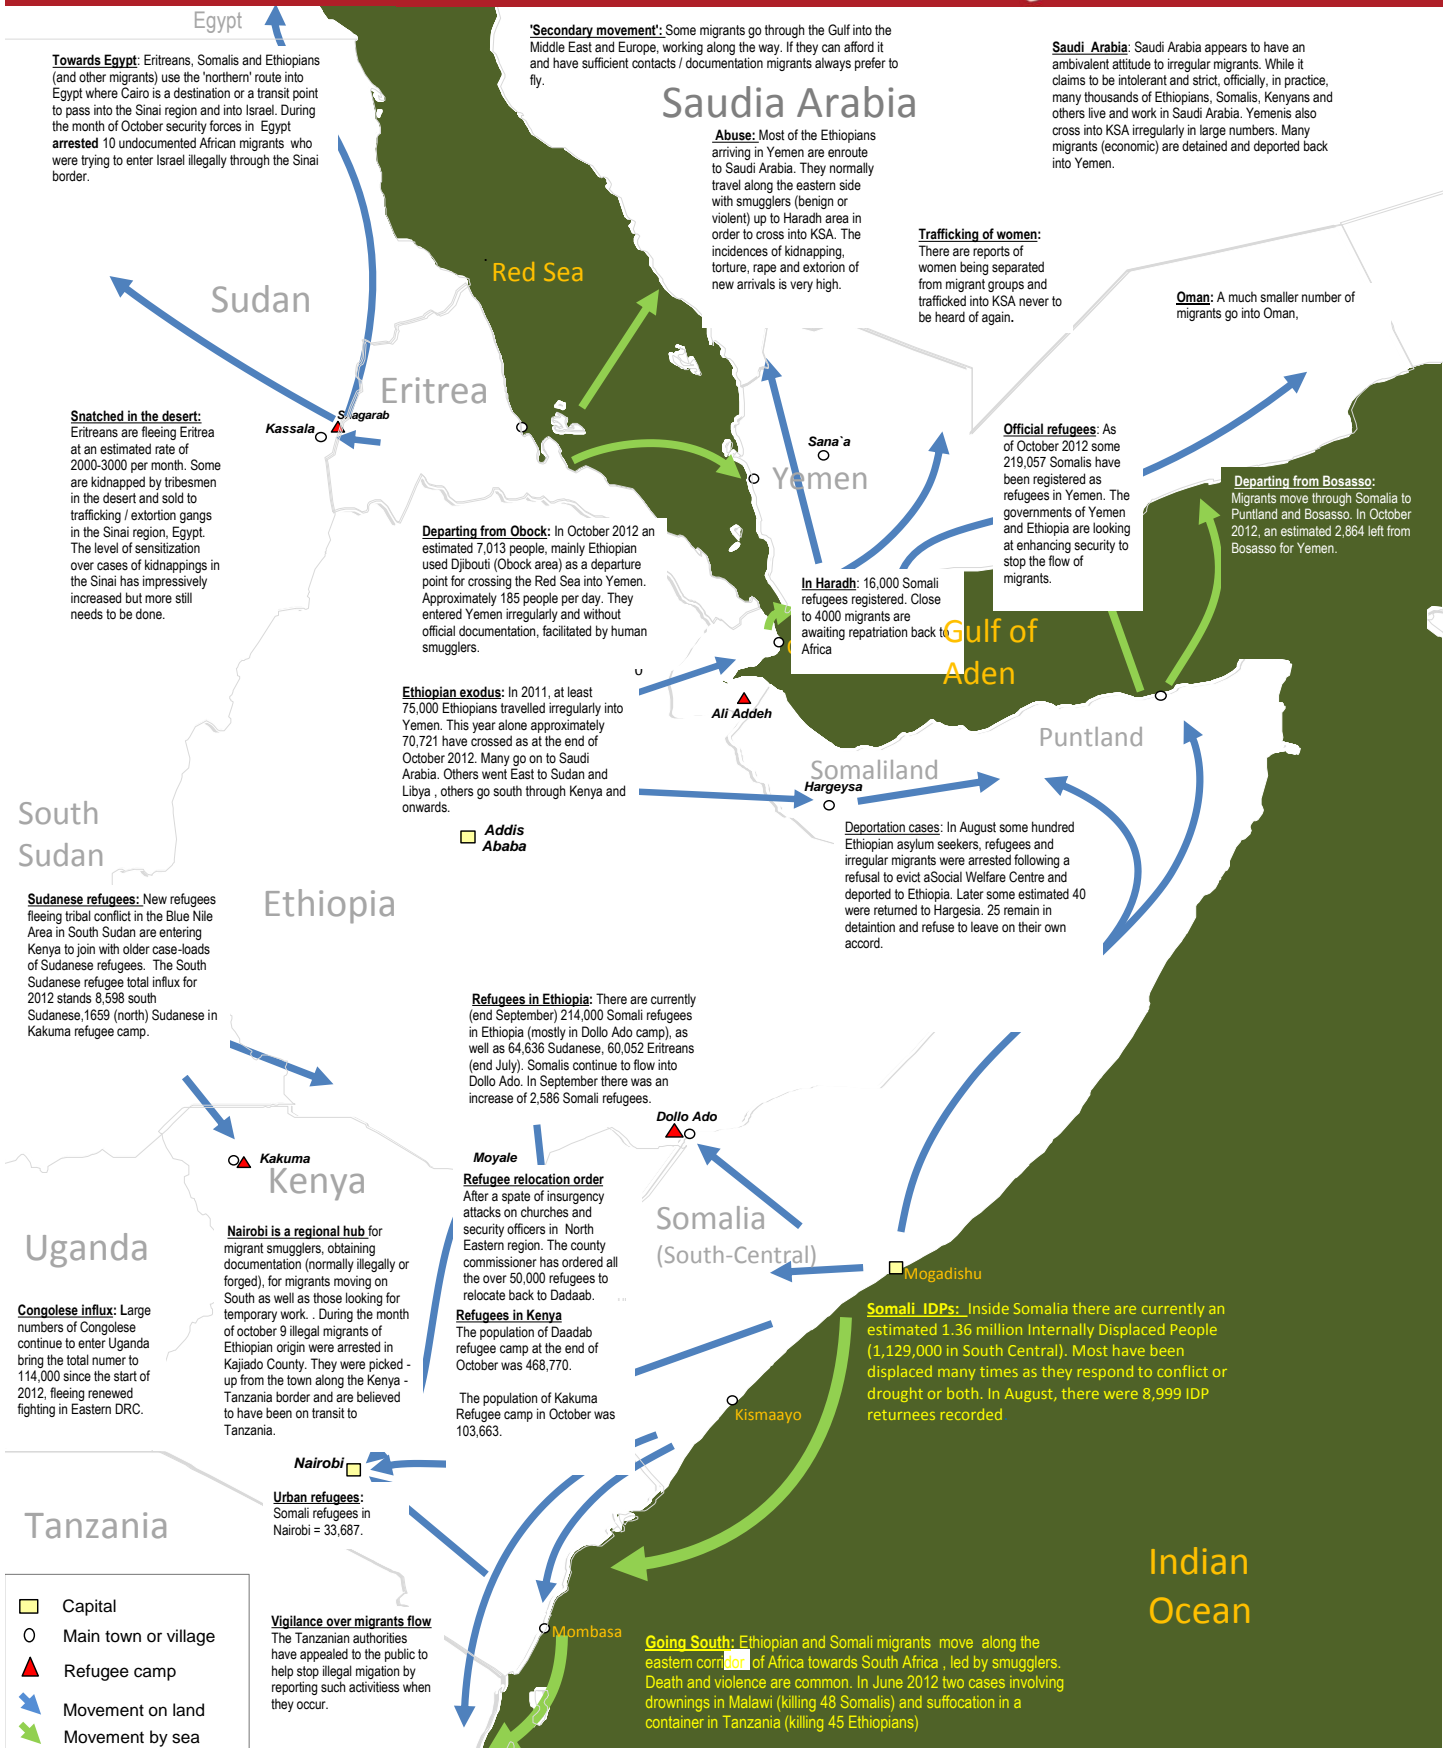 Egypt
Towards Egypt: Eritreans, Somalis and Ethiopians
(and other migrants) use the 'northern' route into
Egypt where Cairo is a destination or a transit point
to pass into the Sinai region and into Israel. During
the month of October security forces in Egypt
arrested 10 undocumented African migrants who
were trying to enter Israel illegally through the Sinai
border.
'Secondary movement': Some migrants go through the Gulf into the
Middle East and Europe, working along the way. If they can afford it
and have sufficient contacts / documentation migrants always prefer to
fly.
Saudia Arabia
Saudi Arabia: Saudi Arabia appears to have an
ambivalent attitude to irregular migrants. While it
claims to be intolerant and strict, officially, in practice,
many thousands of Ethiopians, Somalis, Kenyans and
others live and work in Saudi Arabia. Yemenis also
cross into KSA irregularly in large numbers. Many
migrants (economic) are detained and deported back
into Yemen.
Abuse: Most of the Ethiopians
arriving in Yemen are enroute
to Saudi Arabia. They normally
travel along the eastern side
with smugglers (benign or
violent) up to Haradh area in
order to cross into KSA. The
incidences of kidnapping,
torture, rape and extorion of
new arrivals is very high.
Trafficking of women:
There are reports of
women being separated
from migrant groups and
trafficked into KSA never to
be heard of again.
Oman: A much smaller number of
migrants go into Oman,
Red Sea
Sudan
Eritrea
Shagarab
Kassala
Snatched in the desert:
Eritreans are fleeing Eritrea
at an estimated rate of
2000-3000 per month. Some
are kidnapped by tribesmen
in the desert and sold to
trafficking / extortion gangs
in the Sinai region, Egypt.
The level of sensitization
over cases of kidnappings in
the Sinai has impressively
increased but more still
needs to be done.
Sana`a
Yemen
Official refugees: As
of October 2012 some
219,057 Somalis have
been registered as
refugees in Yemen. The
governments of Yemen
and Ethiopia are looking
at enhancing security to
stop the flow of
migrants.
Departing from Bosasso:
Migrants move through Somalia to
Puntland and Bosasso. In October
2012, an estimated 2,864 left from
Bosasso for Yemen.
Departing from Obock: In October 2012 an
estimated 7,013 people, mainly Ethiopian
used Djibouti (Obock area) as a departure
point for crossing the Red Sea into Yemen.
Approximately 185 people per day. They
entered Yemen irregularly and without
official documentation, facilitated by human
smugglers.
In Haradh: 16,000 Somali
refugees registered. Close
to 4000 migrants are
awaiting repatriation back to
Africa
Gulf of
Aden
Ethiopian exodus: In 2011, at least
75,000 Ethiopians travelled irregularly into
Yemen. This year alone approximately
70,721 have crossed as at the end of
October 2012. Many go on to Saudi
Arabia. Others went East to Sudan and
Libya , others go south through Kenya and
onwards.
Ali Addeh
Puntland
Somaliland
Hargeysa
South
Sudan
Addis
Ababa
Deportation cases: In August some hundred
Ethiopian asylum seekers, refugees and
irregular migrants were arrested following a
refusal to evict aSocial Welfare Centre and
deported to Ethiopia. Later some estimated 40
were returned to Hargesia. 25 remain in
detaintion and refuse to leave on their own
accord.
Ethiopia
Sudanese refugees: New refugees
fleeing tribal conflict in the Blue Nile
Area in South Sudan are entering
Kenya to join with older case-loads
of Sudanese refugees. The South
Sudanese refugee total influx for
2012 stands 8,598 south
Sudanese,1659 (north) Sudanese in
Kakuma refugee camp.
Refugees in Ethiopia: There are currently
(end September) 214,000 Somali refugees
in Ethiopia (mostly in Dollo Ado camp), as
well as 64,636 Sudanese, 60,052 Eritreans
(end July). Somalis continue to flow into
Dollo Ado. In September there was an
increase of 2,586 Somali refugees.
Dollo Ado
Kakuma
Kenya
Moyale
Refugee relocation order
After a spate of insurgency
attacks on churches and
security officers in North
Eastern region. The county
commissioner has ordered all
the over 50,000 refugees to
relocate back to Dadaab.
Refugees in Kenya
The population of Daadab
refugee camp at the end of
October was 468,770.
The population of Kakuma
Refugee camp in October was
103,663.
Somalia
(South-Central)
Uganda
Nairobi is a regional hub for
migrant smugglers, obtaining
documentation (normally illegally or
forged), for migrants moving on
South as well as those looking for
temporary work. . During the month
of october 9 illegal migrants of
Ethiopian origin were arrested in
Kajiado County. They were picked -
up from the town along the Kenya -
Tanzania border and are believed
to have been on transit to
Tanzania.
Congolese influx: Large
numbers of Congolese
continue to enter Uganda
bring the total numer to
114,000 since the start of
2012, fleeing renewed
fighting in Eastern DRC.
Mogadishu
Somali IDPs: Inside Somalia there are currently an
estimated 1.36 million Internally Displaced People
(1,129,000 in South Central). Most have been
displaced many times as they respond to conflict or
drought or both. In August, there were 8,999 IDP
returnees recorded
Kismaayo
Nairobi
Urban refugees:
Somali refugees in
Nairobi = 33,687.
Tanzania
Indian
Ocean
Capital
Main town or village
Refugee camp
Movement on land
Movement by sea
Vigilance over migrants flow
The Tanzanian authorities
have appealed to the public to
help stop illegal migation by
reporting such activitiess when
they occur.
Mombasa
Going South: Ethiopian and Somali migrants move along the
eastern corridor of Africa towards South Africa , led by smugglers.
Death and violence are common. In June 2012 two cases involving
drownings in Malawi (killing 48 Somalis) and suffocation in a
container in Tanzania (killing 45 Ethiopians)